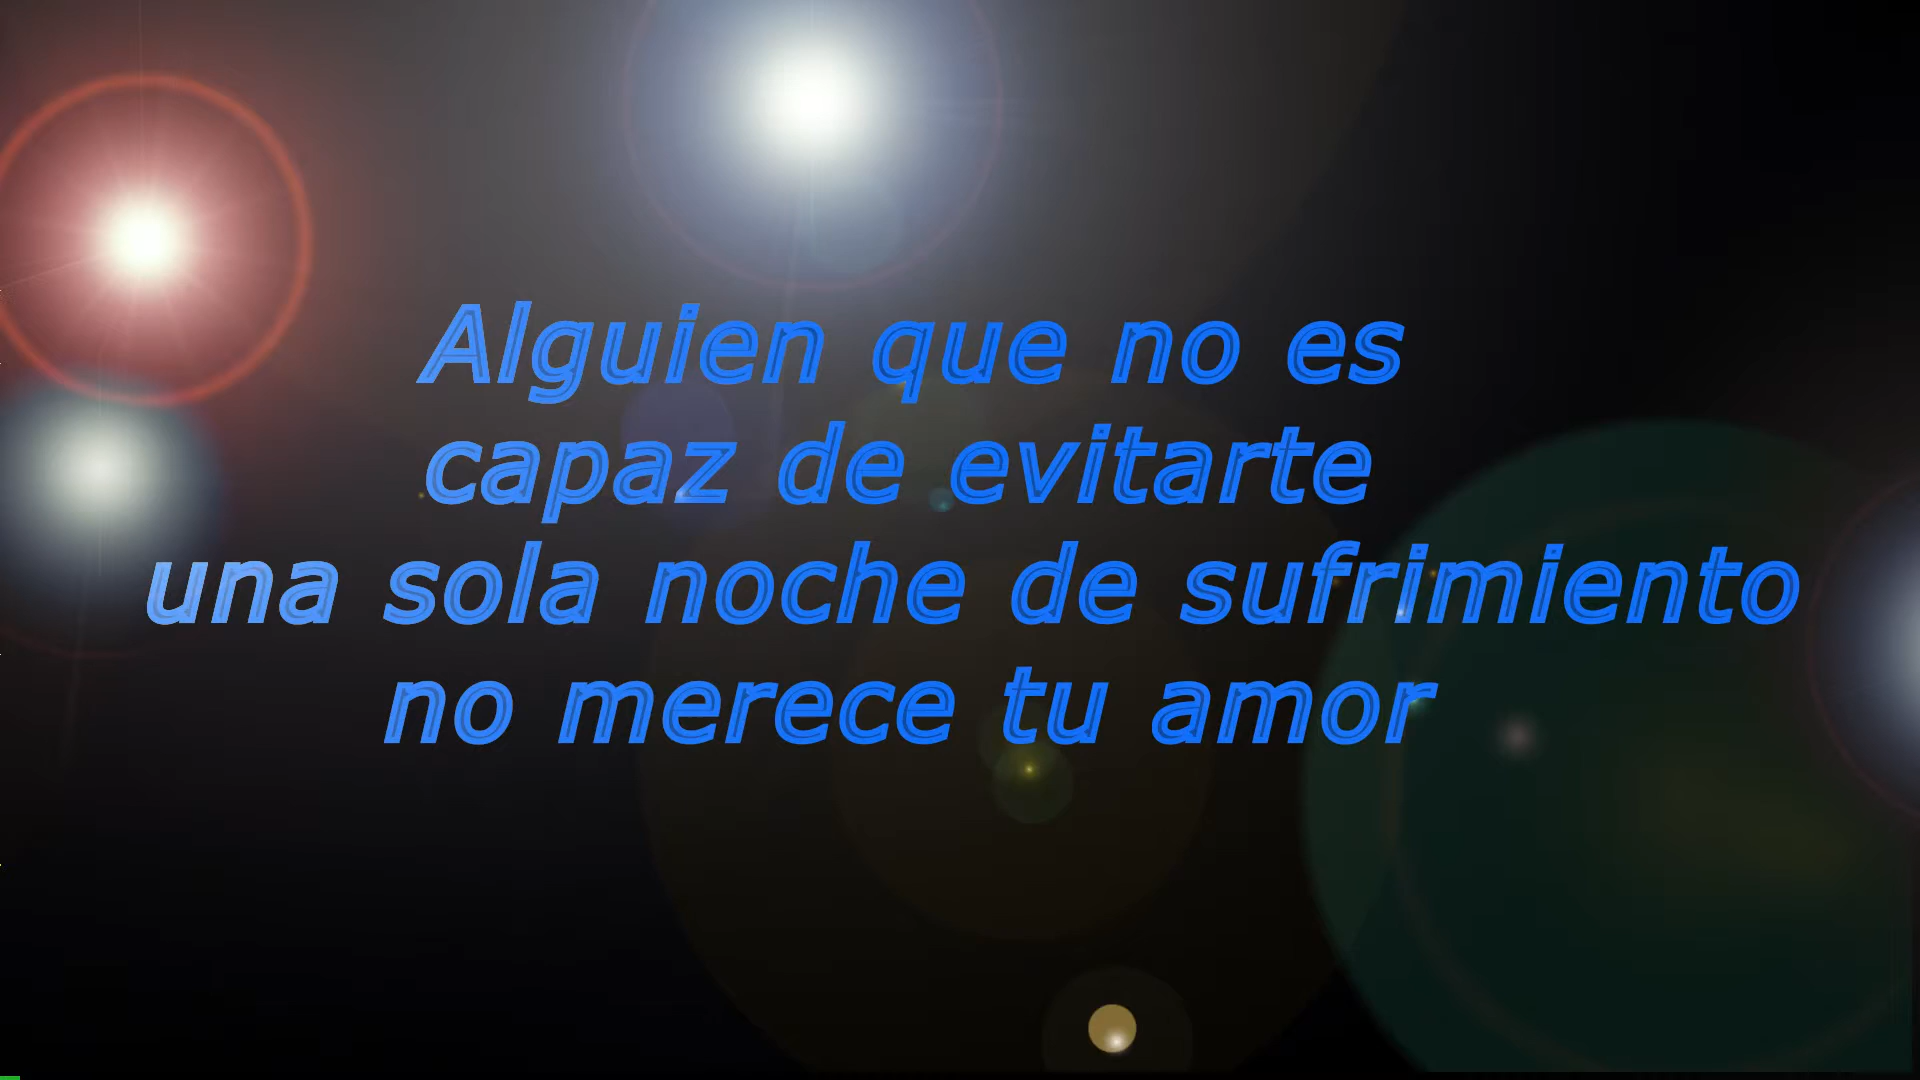 Alguien que no es
capaz de evitarte
una sola noche de sufrimiento
no merece tu amor